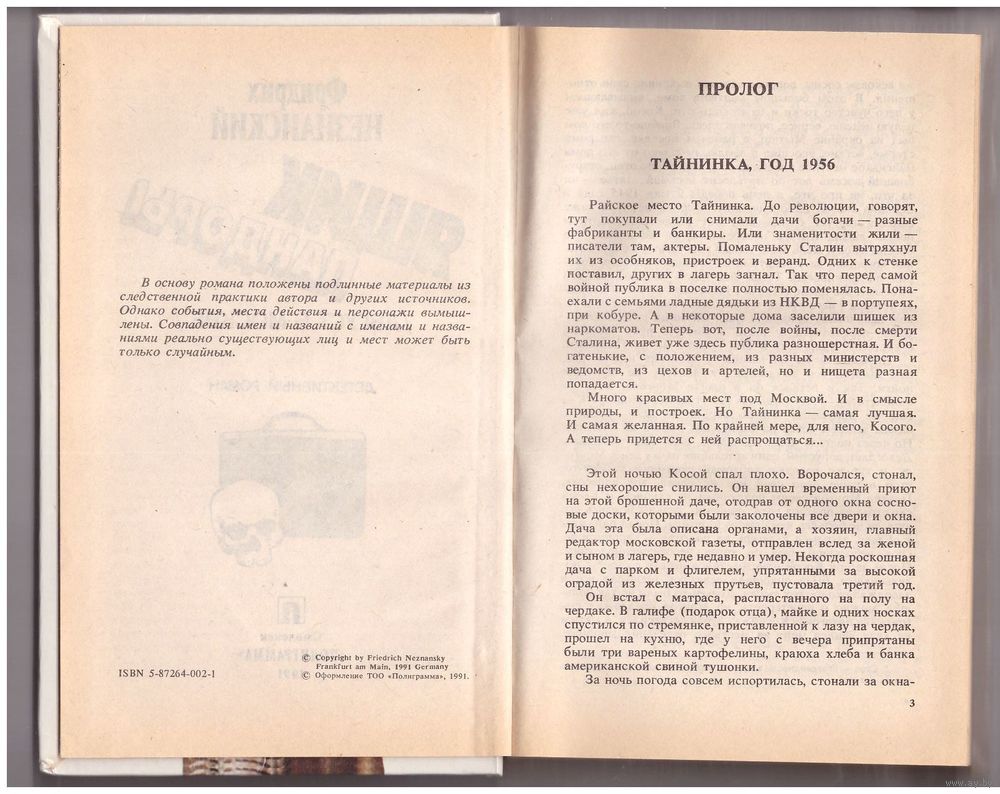 В основу романа положены подлинные материалы из
следственной практики автора и других источников.
Однако события, места действия и персонажи вымыш-
лены. Совпадения имен и названий с именами и назва-
ниями реально существующих лиц и мест может быть
только случайным.
ISBN 5-87264-002-1
© Copyright by Friedrich Neznansky
Frankfurt am Main, 1991 Germany
© Оформление ТОО «Полиграмма», 1991.
ПРОЛОГ
ТАЙНИНКА, ГОД 1956
Райское место Тайнинка. До революции, говорят,
тут покупали или снимали дачи богачи — разные
фабриканты и банкиры. Или знаменитости жили —
писатели там, актеры. Помаленьку Сталин вытряхнул
их из особняков, пристроек и веранд. Одних к стенке
поставил, других в лагерь загнал. Так что перед самой
войной публика в поселке полностью поменялась. Пона-
ехали с семьями ладные дядьки из НКВД — в портупеях,
при кобуре. А в некоторые дома заселили шишек из
наркоматов. Теперь вот, после войны, после смерти
Сталина, живет уже здесь публика разношерстная. И бо-
гатенькие, с положением, из разных министерств и
ведомств, из цехов и артелей, но и нищета разная
попадается.
Много красивых мест под Москвой. И в смысле
природы, и построек. Но Тайнинка — самая лучшая.
И самая желанная. По крайней мере, для него, Косого.
А теперь придется с ней распрощаться...
Этой ночью Косой спал плохо. Ворочался, стонал,
сны нехорошие снились. Он нашел временный приют
на этой брошенной даче, отодрав от одного окна сосно-
вые доски, которыми были заколочены все двери и окна.
Дача эта была описана органами, а хозяин, главный
редактор московской газеты, отправлен вслед за женой
и сыном в лагерь, где недавно и умер. Некогда роскошная
дача с парком и флигелем, упрятанными за высокой
оградой из железных прутьев, пустовала третий год.
Он встал с матраса, распластанного на полу на
чердаке. В галифе (подарок отца), майке и одних носках
спустился по стремянке, приставленной к лазу на чердак,
прошел на кухню, где у него с вечера припрятаны
были три вареных картофелины, краюха хлеба и банка
американской свиной тушонки.
За ночь погода совсем испортилась, стонали за окна-
3
www.ay.by